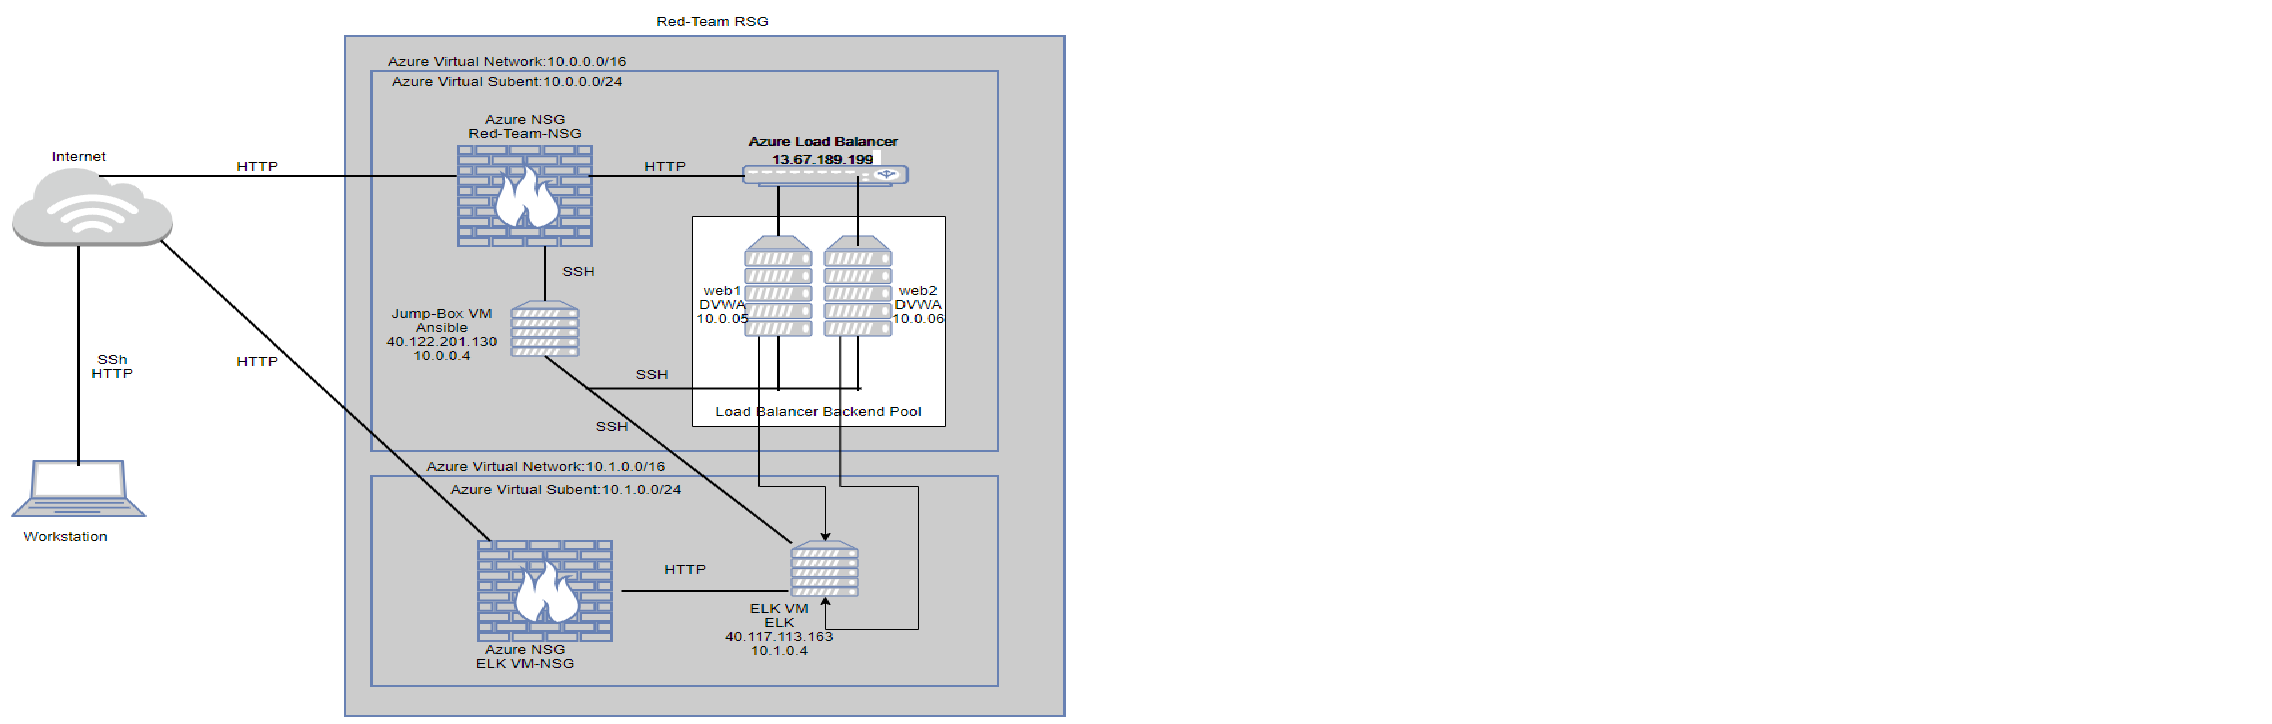 Red-Team RSG
Azure Virtual Network:10.0.0.0/16
Azure Virtual Subent:10.0.0.0/24
Azure NSG
Red-Team-NSG
Azure Load Balancer
13.67.189.199
Internet
HTTP
HTTP
SSH
web1
DVWA
10.0.05
web2
DVWA
10.0.06
Jump-Box VM
Ansible
40.122.201.130
10.0.0.4
SSh
HTTP
HTTP
SSH
Load Balancer Backend Pool
SSH
Azure Virtual Network:10.1.0.0/16
Azure Virtual Subent:10.1.0.0/24
Workstation
HTTP
ELK VM
ELK
40.117.113.163
10.1.0.4
Azure NSG
ELK VM-NSG